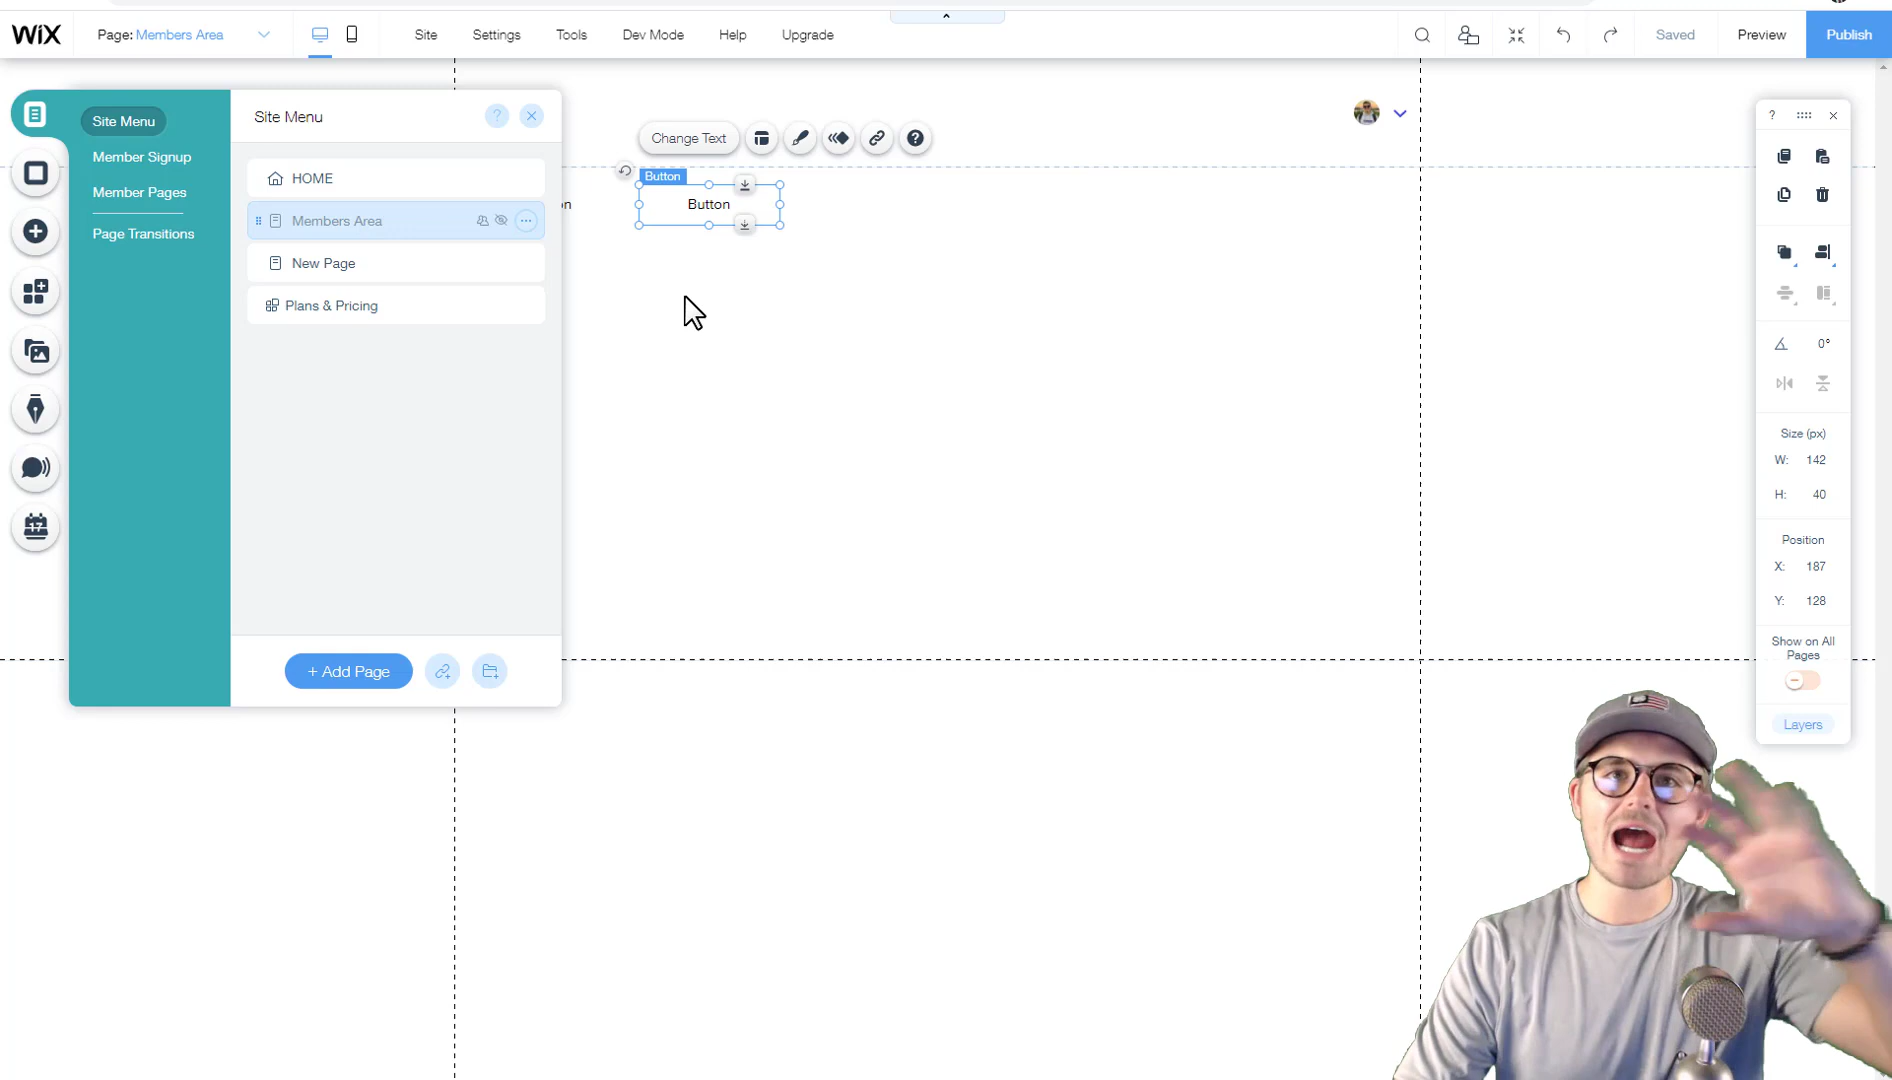 WiX Page: Members Area Site Settings Tools Dev Mode Help Upgrade Saved Preview Publish
Site Menu
Member Signup
Member Pages
Page Transitions
Site Menu ?
HOME
Members Area
New Page
Plans & Pricing
+ Add Page
Change Text
Button
on
Button
17
?
0°
Size (px)
W: 142
H: 40
Position
X: 187
Y: 128
Show on All
Pages
Layers